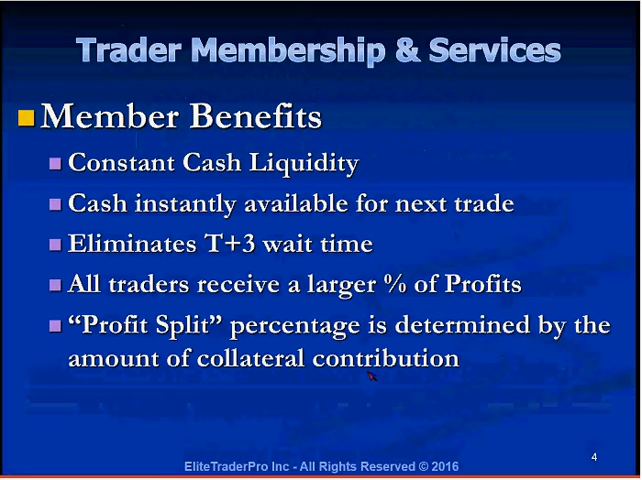 Trader Membership & Services
Member Benefits
Constant Cash Liquidity
Cash instantly available for next trade
Eliminates T+3 wait time
All traders receive a larger % of Profits
“Profit Split” percentage is determined by the
amount of collateral contribution
4
EliteTraderPro Inc - All Rights Reserved © 2016